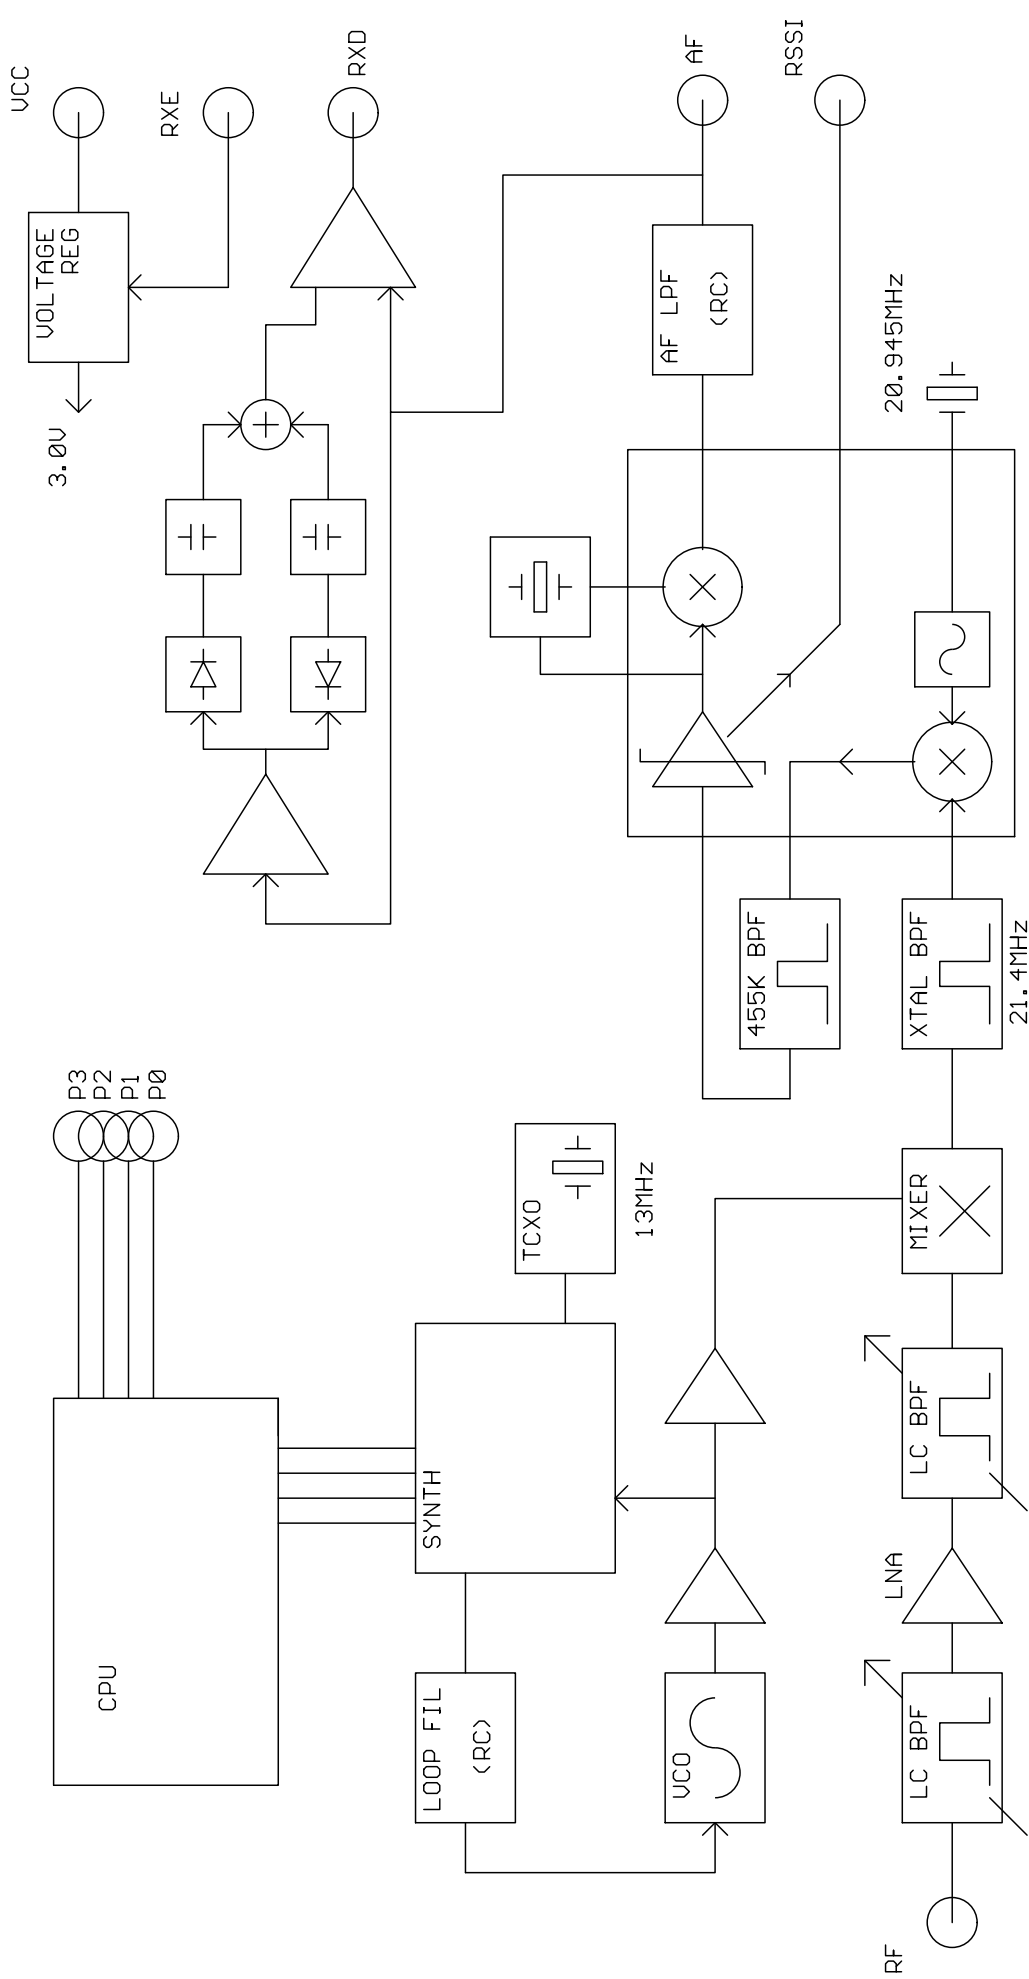 VCC
RXE
RXD
AF
RSSI
VOLTAGE
REG
3.0V
AF LPF
(RC)
20.945MHz
455K BPF
XTAL BPF
21.4MHz
P3
P2
P1
P0
TCXO
13MHz
MIXER
CPU
SYNTH
LOOP FIL
(RC)
VCO
LC BPF
LNA
LC BPF
RF